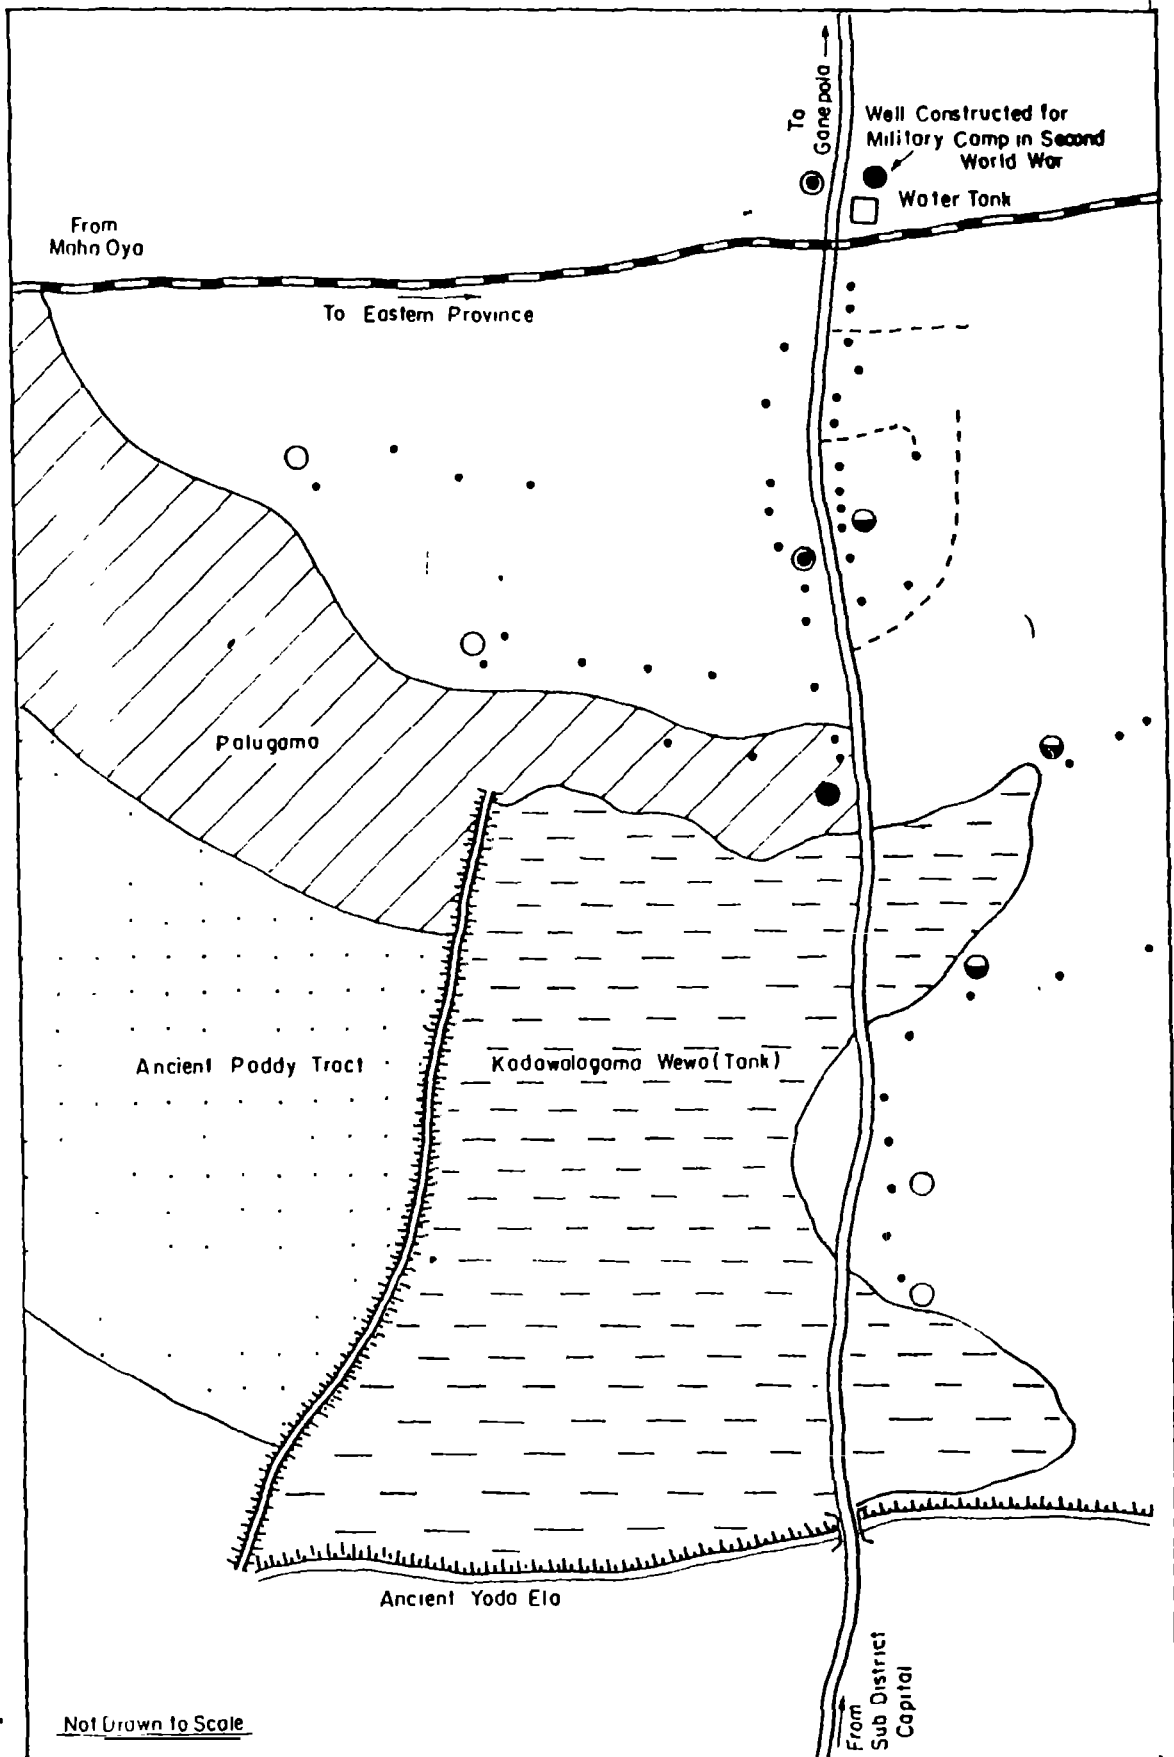 To
Ganepola
Well Constructed for
Military Camp in Second
World War
Water Tank
From
Maho Oya
To Eastern Province
Palugama
Ancient Paddy Tract
Kadawalagama Wewa (Tank)
Ancient Yoda Ela
From
Sub District
Capital
Not Drawn to Scale